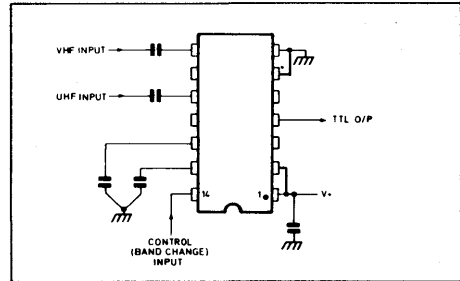 VHF INPUT
UHF INPUT
TTL O/P
14
1
V+
CONTROL
(BAND CHANGE)
INPUT